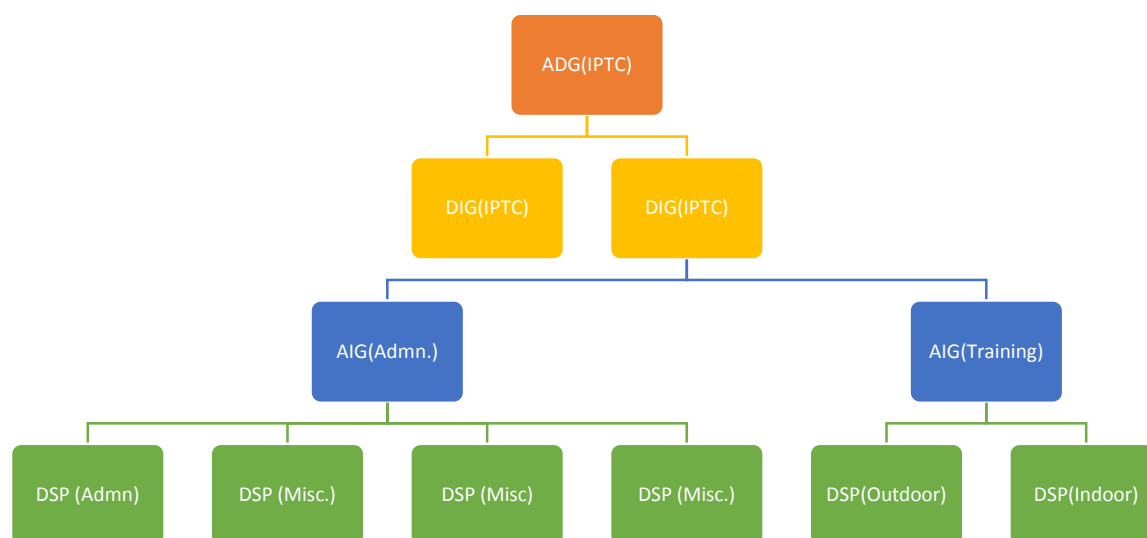 ADG(IPTC)
DIG(IPTC)
DIG(IPTC)
AIG(Admn.)
AIG(Training)
DSP (Admn)
DSP (Misc.)
DSP (Misc)
DSP (Misc.)
DSP(Outdoor)
DSP(Indoor)